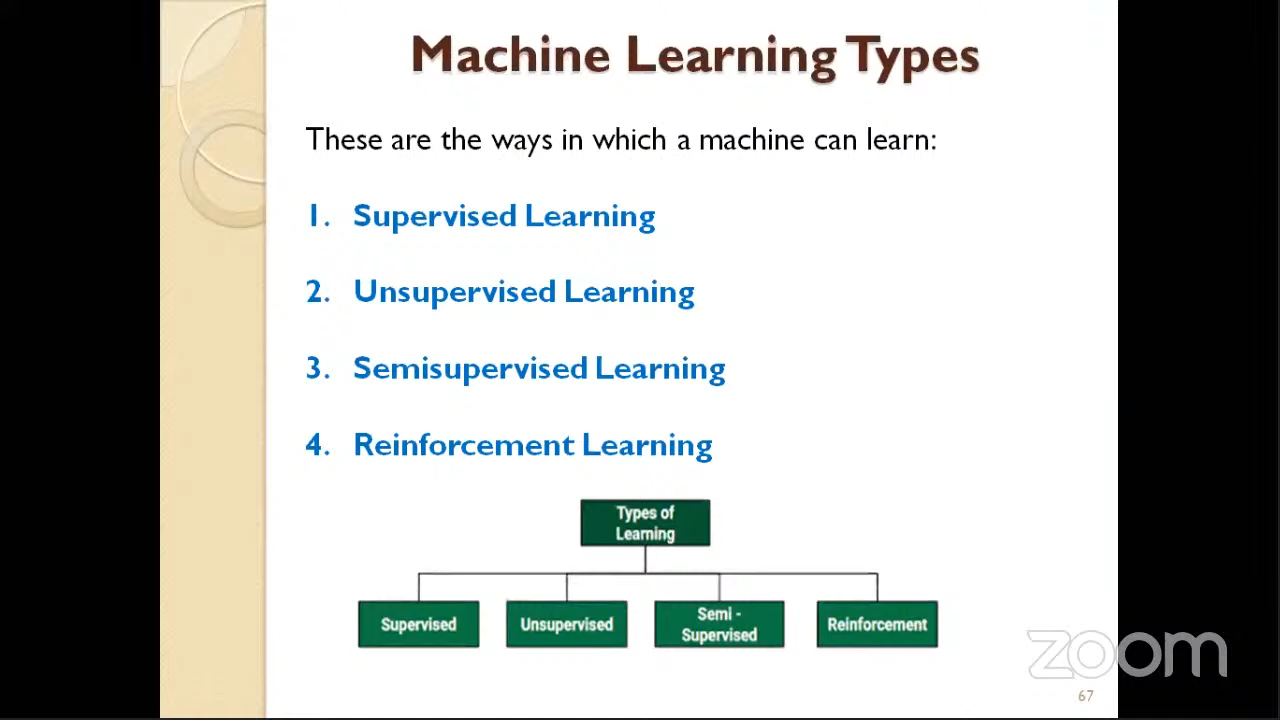 Machine Learning Types
These are the ways in which a machine can learn:
1. Supervised Learning
2. Unsupervised Learning
3. Semisupervised Learning
4. Reinforcement Learning
Types of
Learning
Supervised
Unsupervised
Semi -
Supervised
Reinforcement
zoom
67